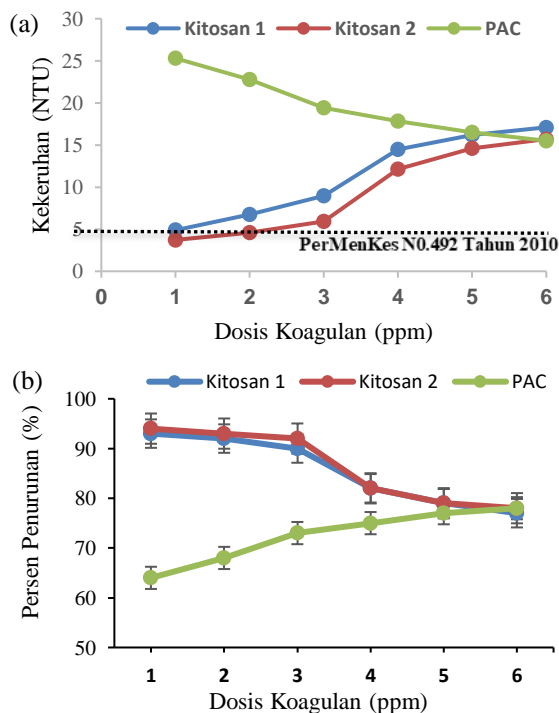 (a)
Kitosan 1 Kitosan 2 PAC
30
25
20
15
10
5
0
Kekeruhan (NTU)
PerMenKes N0.492 Tahun 2010
0 1 2 3 4 5 6
Dosis Koagulan (ppm)
(b)
Kitosan 1 Kitosan 2 PAC
100
90
80
70
60
50
Persen Penurunan (%)
1 2 3 4 5 6
Dosis Koagulan (ppm)